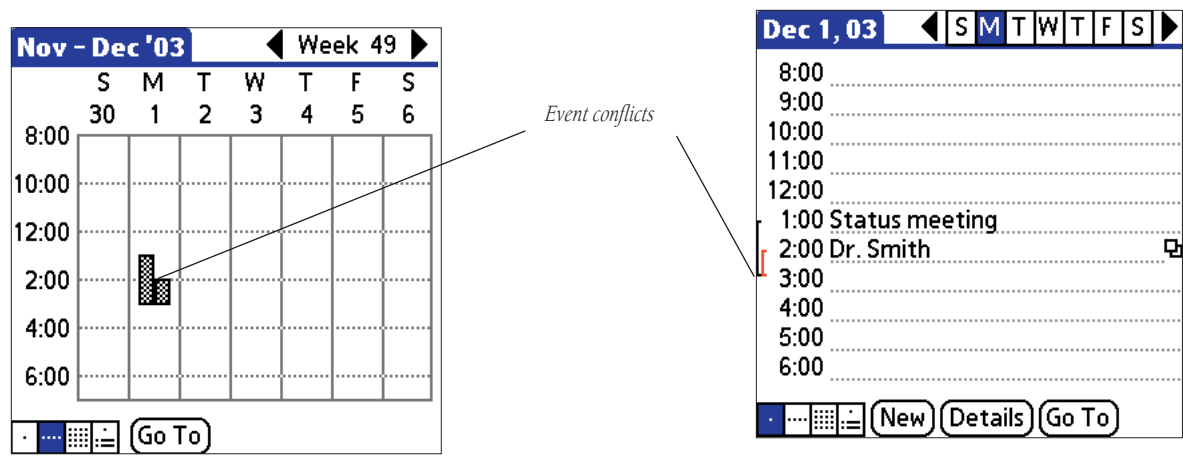 Nov - Dec '03
Week 49
S M T W T F S
30 1 2 3 4 5 6
8:00
10:00
12:00
2:00
4:00
6:00
Go To
Event conflicts
Dec 1, 03
S M T W T F S
8:00
9:00
10:00
11:00
12:00
1:00 Status meeting
2:00 Dr. Smith
3:00
4:00
5:00
6:00
New Details Go To